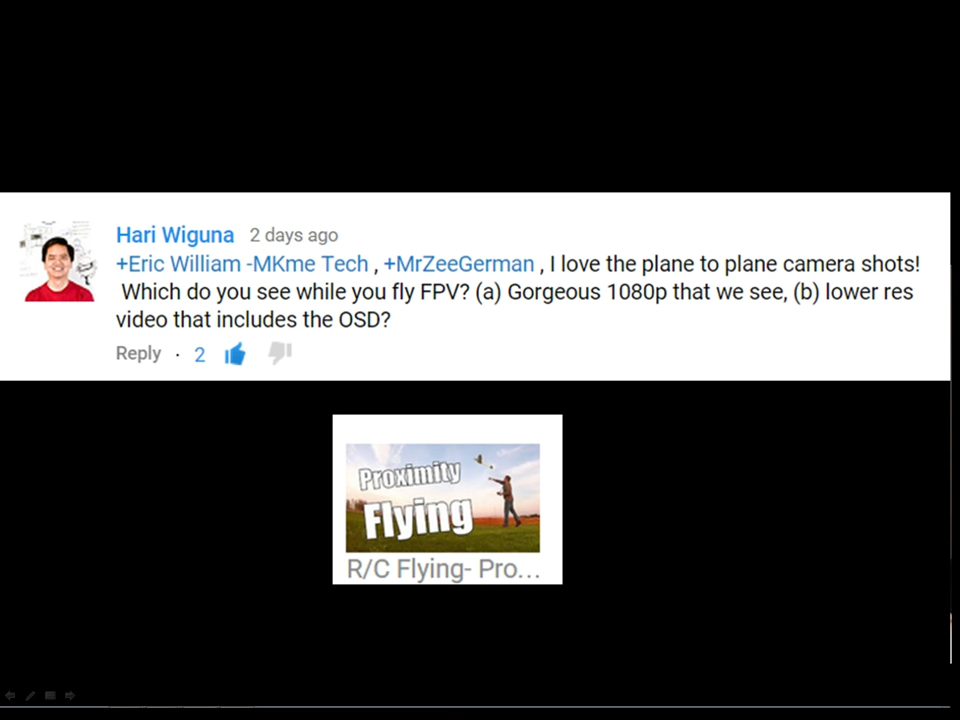 Hari Wiguna 2 days ago
+Eric William -MKme Tech , +MrZeeGerman , I love the plane to plane camera shots!
Which do you see while you fly FPV? (a) Gorgeous 1080p that we see, (b) lower res
video that includes the OSD?
Reply · 2
Proximity
Flying
R/C Flying- Pro...